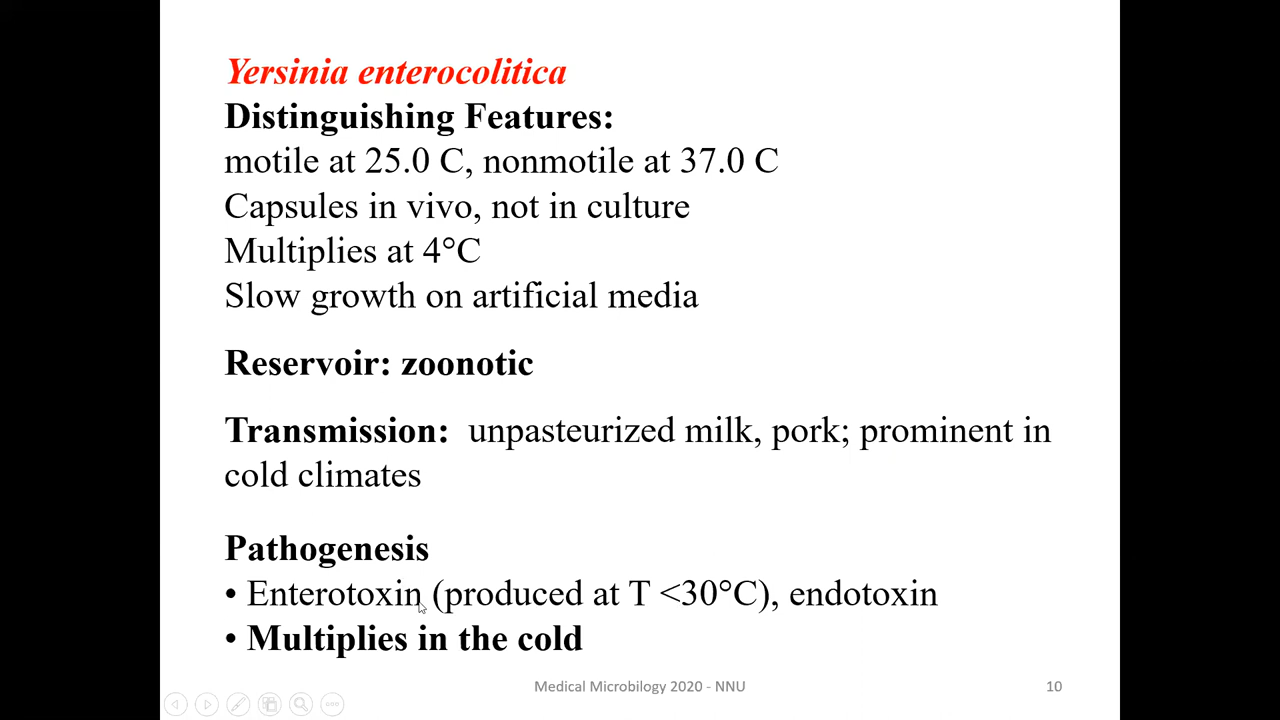 Yersinia enterocolitica
Distinguishing Features:
motile at 25.0 C, nonmotile at 37.0 C
Capsules in vivo, not in culture
Multiplies at 4°C
Slow growth on artificial media
Reservoir: zoonotic
Transmission:  unpasteurized milk, pork; prominent in
cold climates
Pathogenesis
• Enterotoxin (produced at T <30°C), endotoxin
• Multiplies in the cold
Medical Microbilogy 2020 - NNU
10